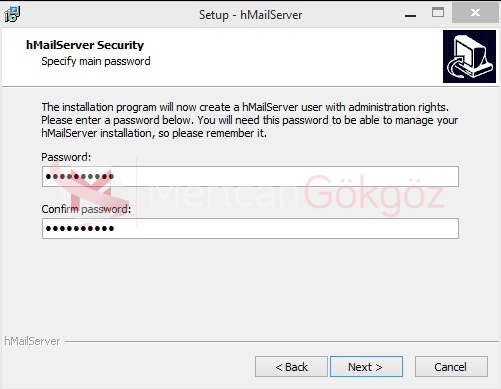 Setup - hMailServer
hMailServer Security
Specify main password
The installation program will now create a hMailServer user with administration rights.
Please enter a password below. You will need this password to be able to manage your
hMailServer installation, so please remember it.
Password:
●●●●●●●●●●
MertcanGökgöz
Confirm password:
●●●●●●●●●●
hMailServer
< Back
Next >
Cancel